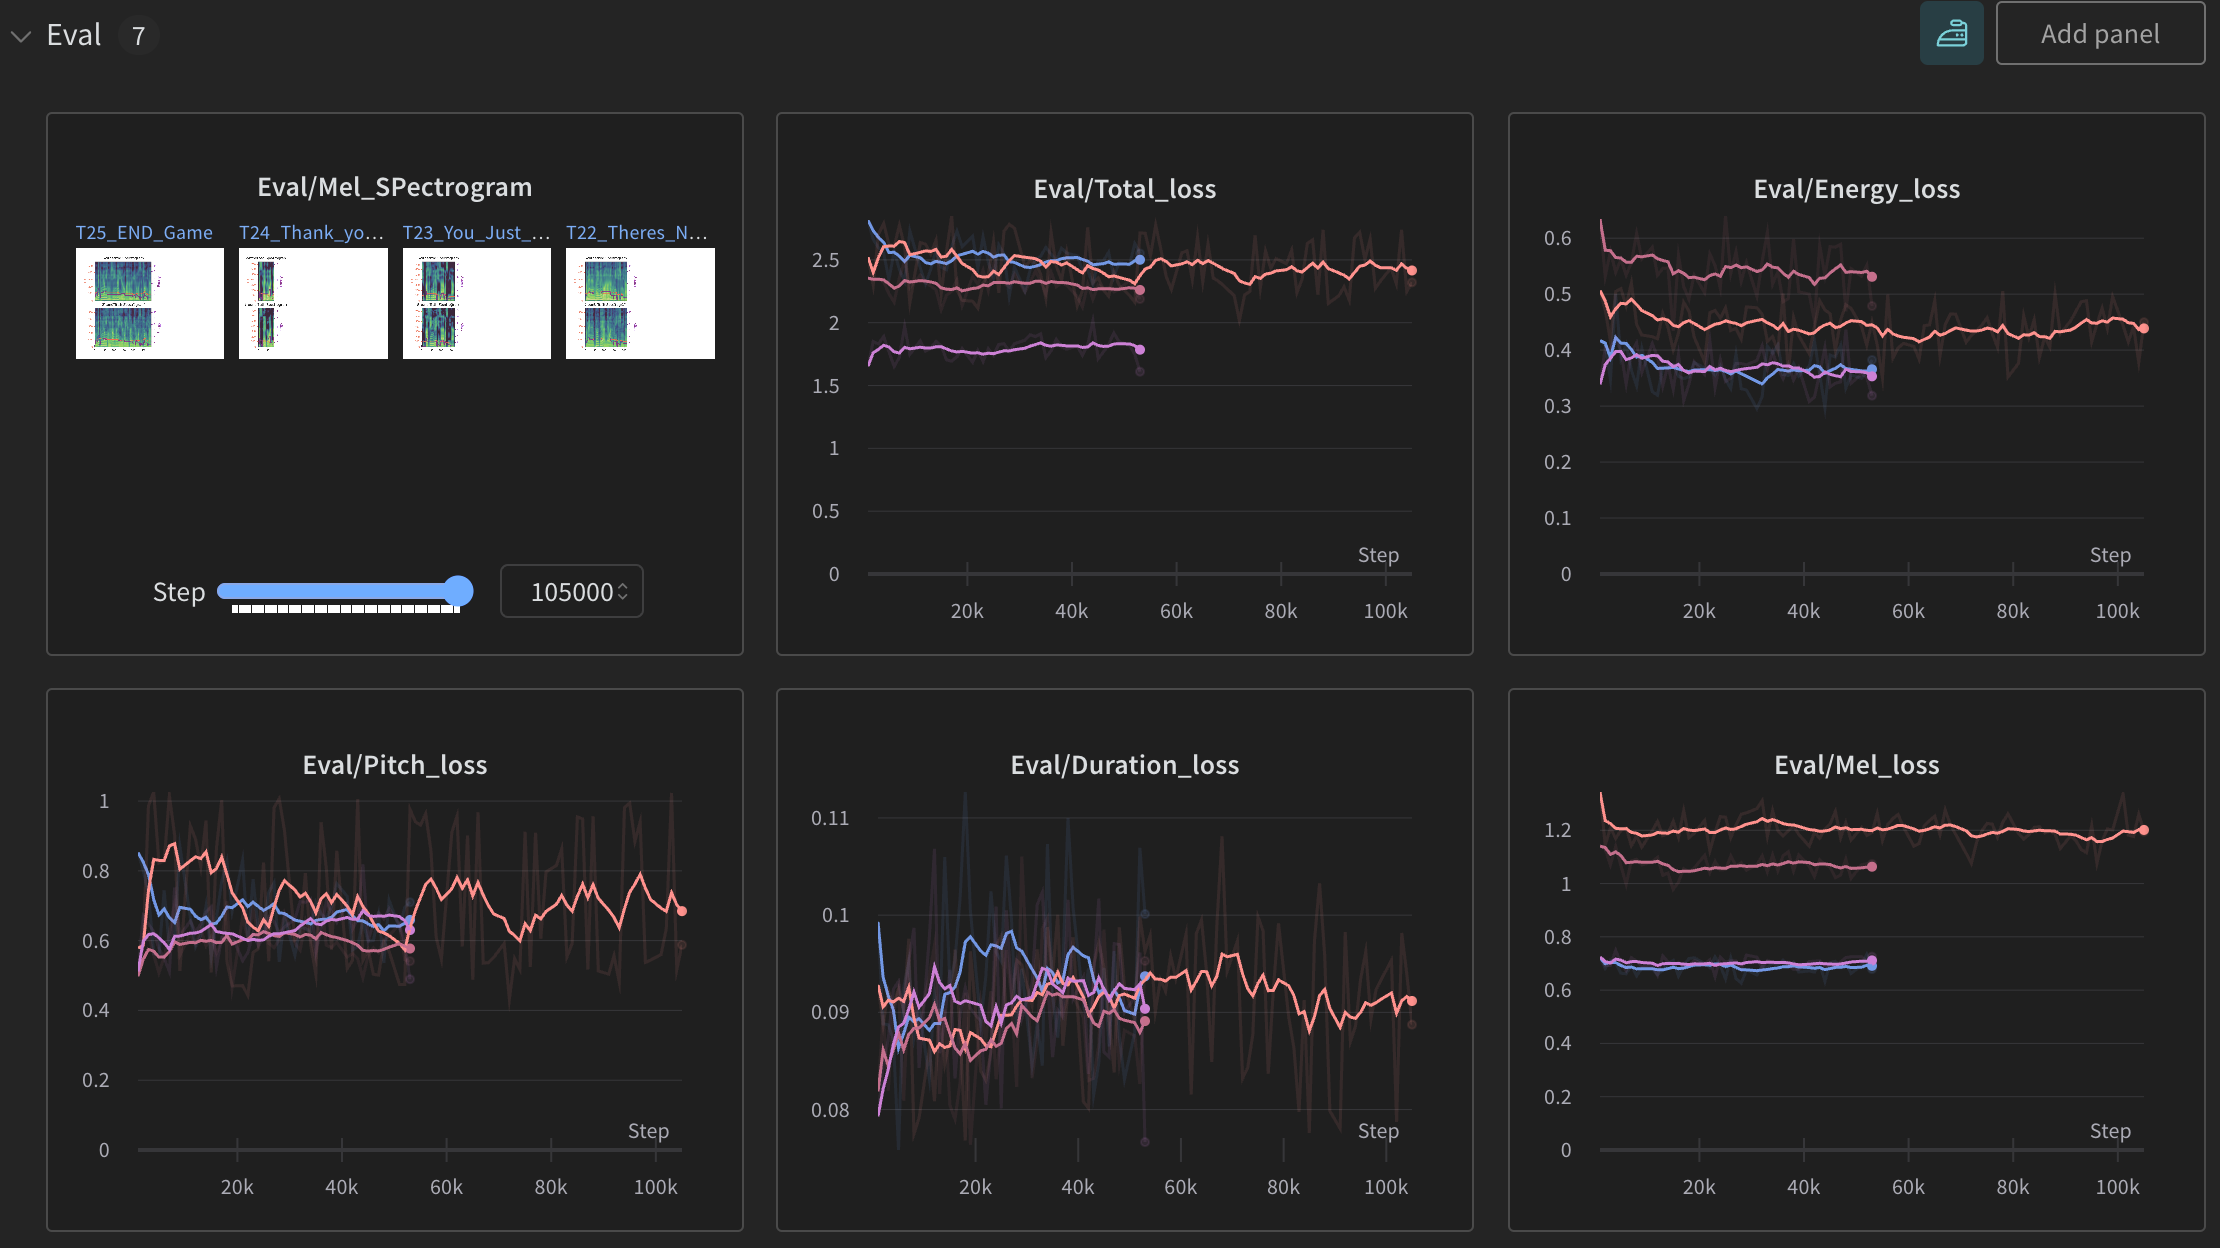 Eval 7
Add panel
Eval/Mel_SPectrogram
T25_END_Game
T24_Thank_yo...
T23_You_Just_...
T22_Theres_N...
Step
105000
Eval/Total_loss
2.5
2
1.5
1
0.5
0
Step
20k 40k 60k 80k 100k
Eval/Energy_loss
0.6
0.5
0.4
0.3
0.2
0.1
0
Step
20k 40k 60k 80k 100k
Eval/Pitch_loss
1
0.8
0.6
0.4
0.2
0
Step
20k 40k 60k 80k 100k
Eval/Duration_loss
0.11
0.1
0.09
0.08
Step
20k 40k 60k 80k 100k
Eval/Mel_loss
1.2
1
0.8
0.6
0.4
0.2
0
Step
20k 40k 60k 80k 100k